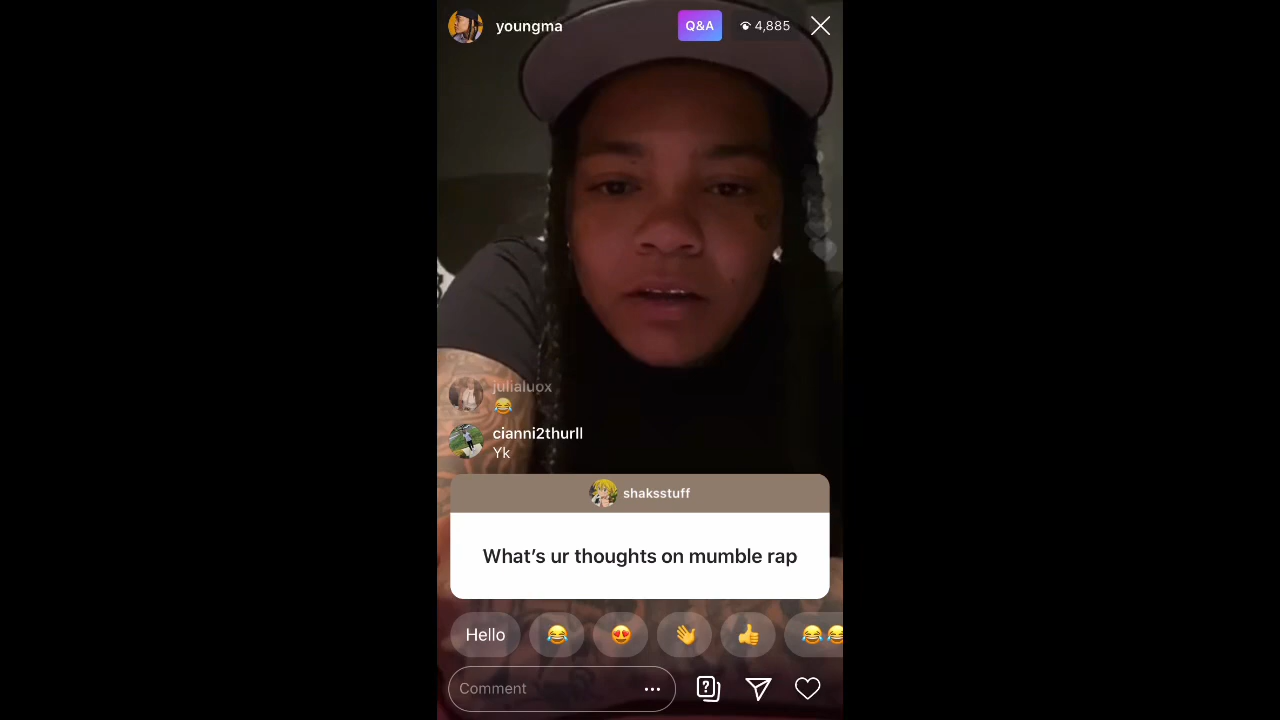 youngma
Q&A
4,885
julialuox
😂
cianni2thurll
Yk
shaksstuff
What’s ur thoughts on mumble rap
Hello 😂 😍 👋 👍 😂😂
Comment